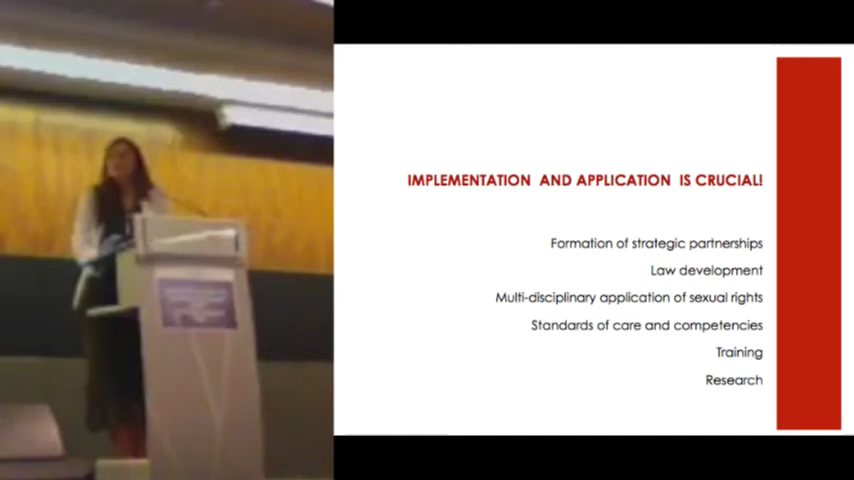 IMPLEMENTATION AND APPLICATION IS CRUCIAL!
Formation of strategic partnerships
Law development
Multi-disciplinary application of sexual rights
Standards of care and competencies
Training
Research